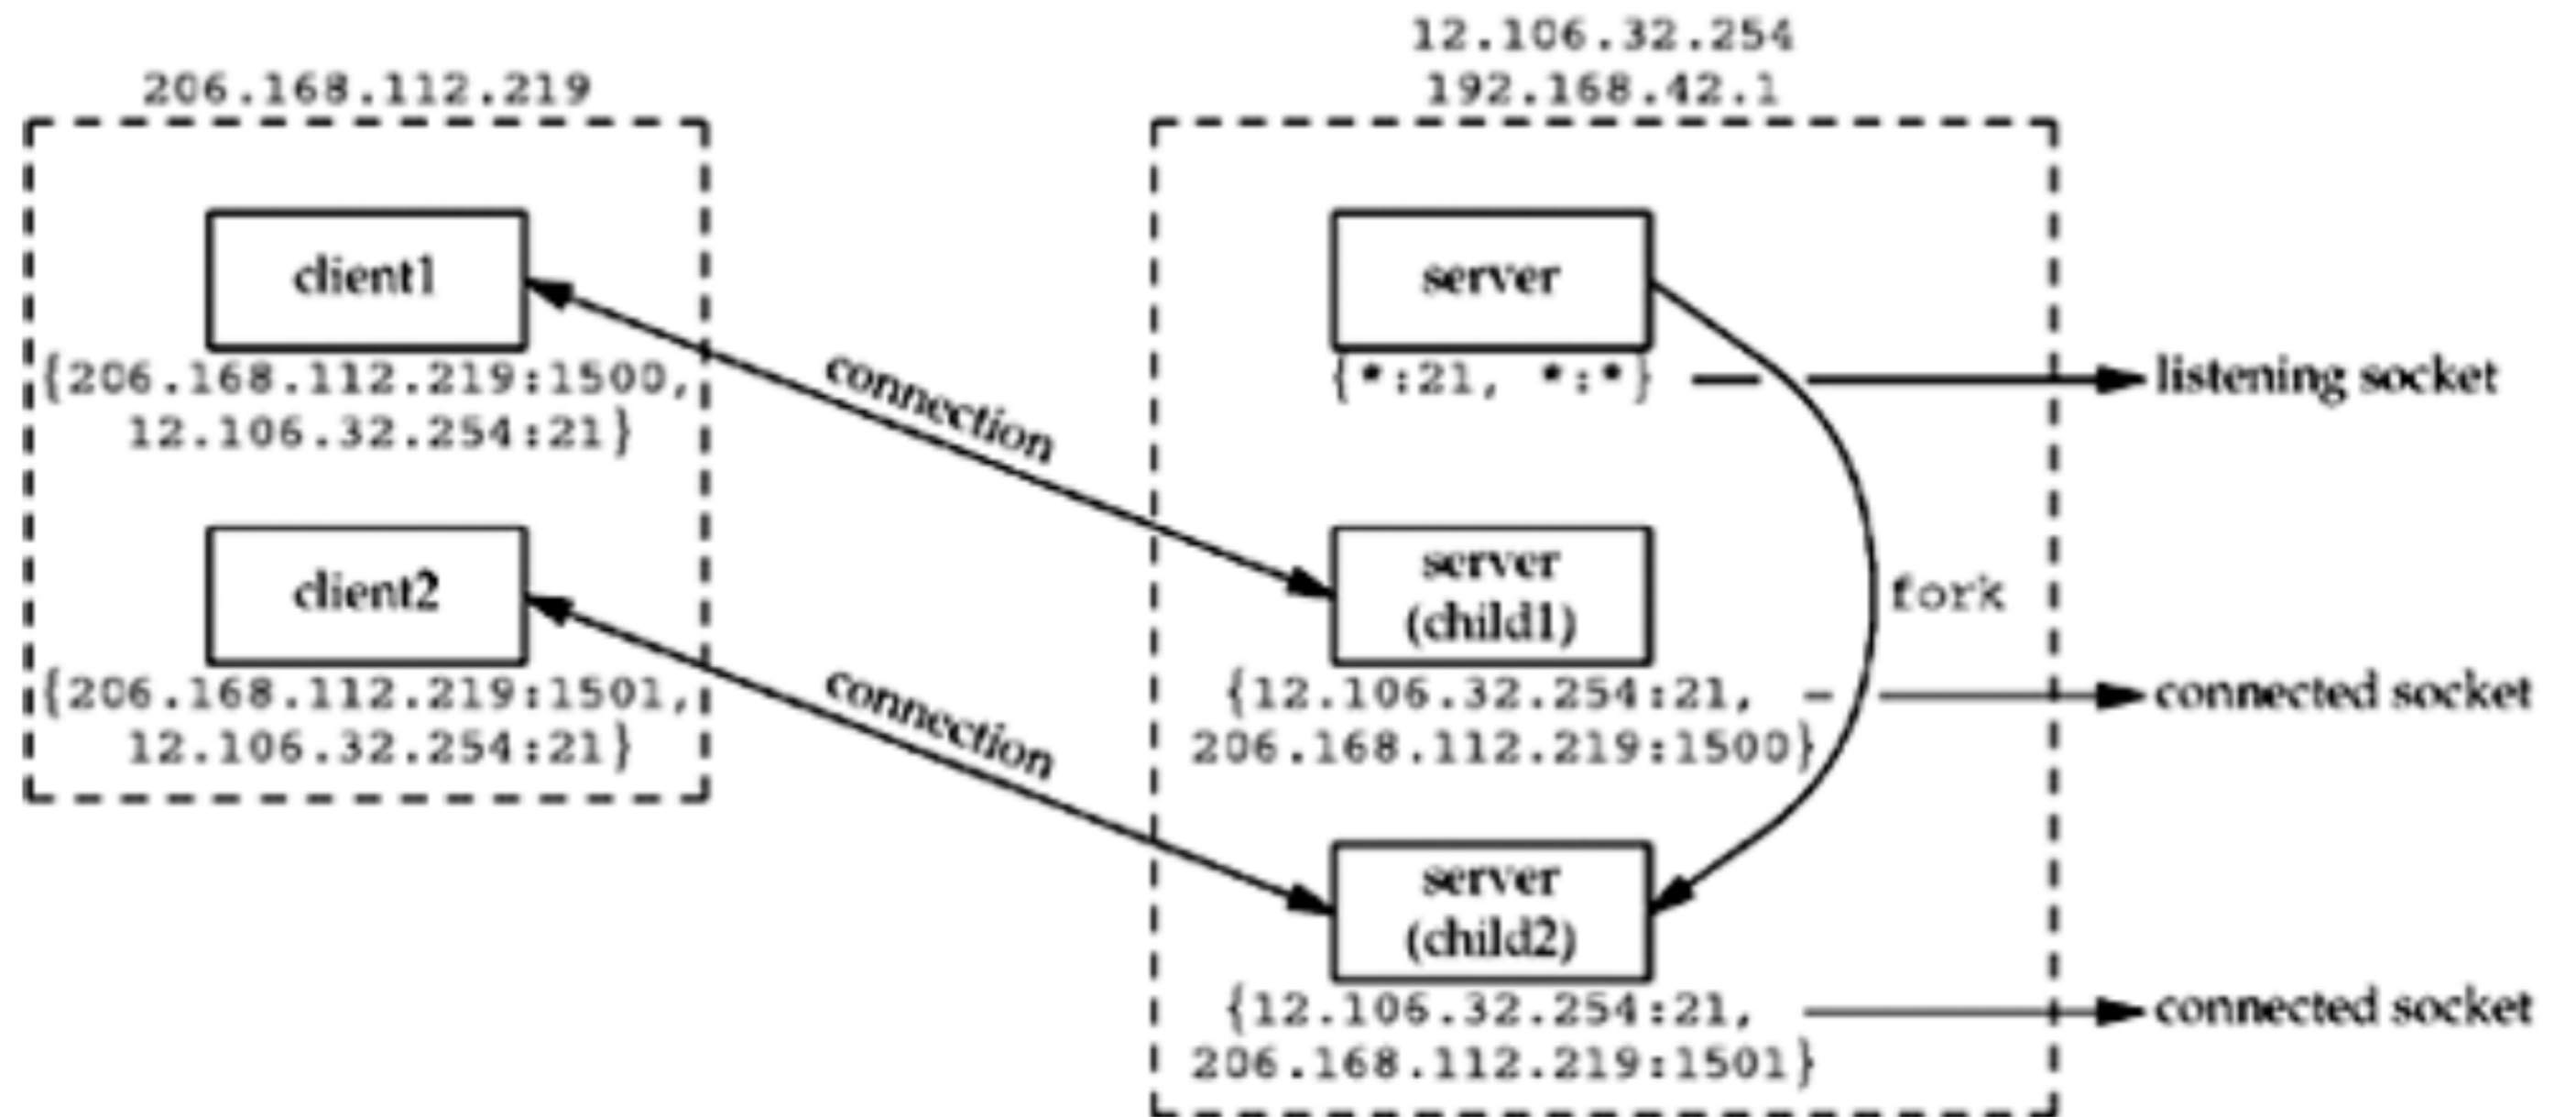 206.168.112.219
client1
{206.168.112.219:1500,
12.106.32.254:21}
client2
{206.168.112.219:1501,
12.106.32.254:21}
connection
connection
12.106.32.254
192.168.42.1
server
{*:21, *:*}
listening socket
server
(child1)
fork
{12.106.32.254:21,
206.168.112.219:1500}
connected socket
server
(child2)
{12.106.32.254:21,
206.168.112.219:1501}
connected socket